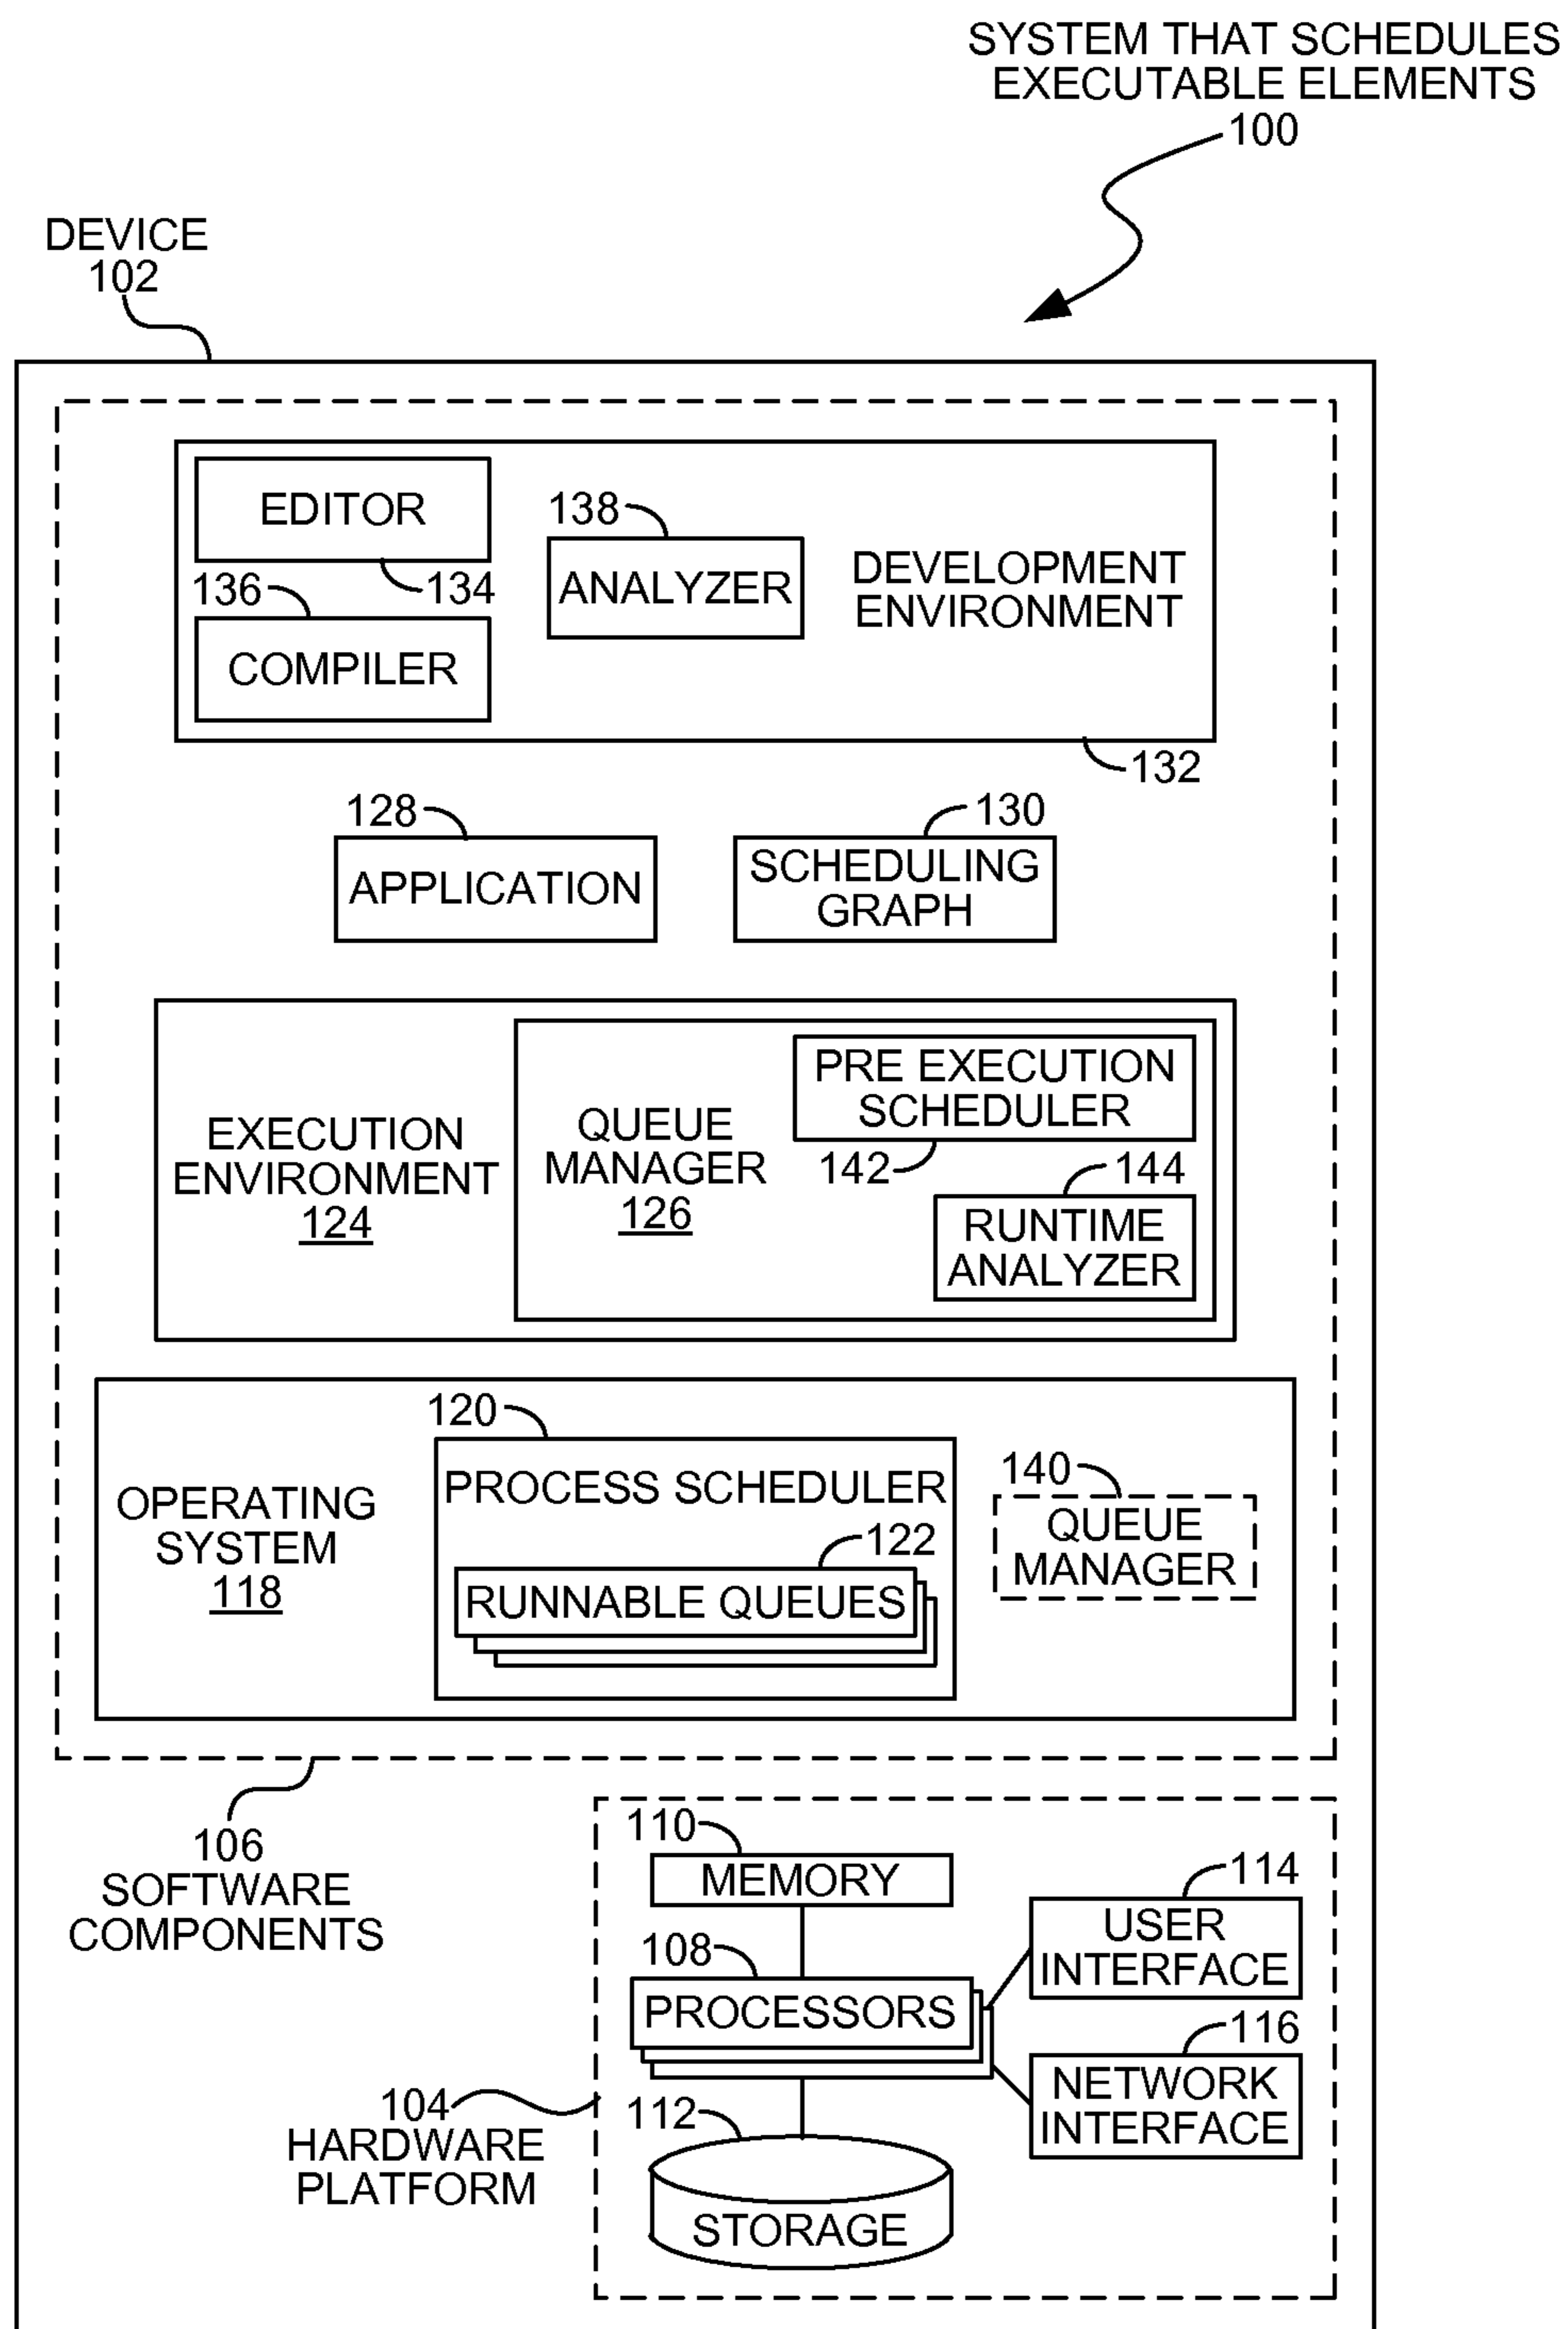 SYSTEM THAT SCHEDULES
EXECUTABLE ELEMENTS
100
DEVICE
102
EDITOR
134
136
COMPILER
138
ANALYZER
DEVELOPMENT
ENVIRONMENT
132
128
APPLICATION
130
SCHEDULING
GRAPH
EXECUTION
ENVIRONMENT
124
QUEUE
MANAGER
126
PRE EXECUTION
SCHEDULER
142
144
RUNTIME
ANALYZER
OPERATING
SYSTEM
118
120
PROCESS SCHEDULER
122
RUNNABLE QUEUES
140
QUEUE
MANAGER
106
SOFTWARE
COMPONENTS
110
MEMORY
108
PROCESSORS
114
USER
INTERFACE
116
NETWORK
INTERFACE
104
HARDWARE
PLATFORM
112
STORAGE